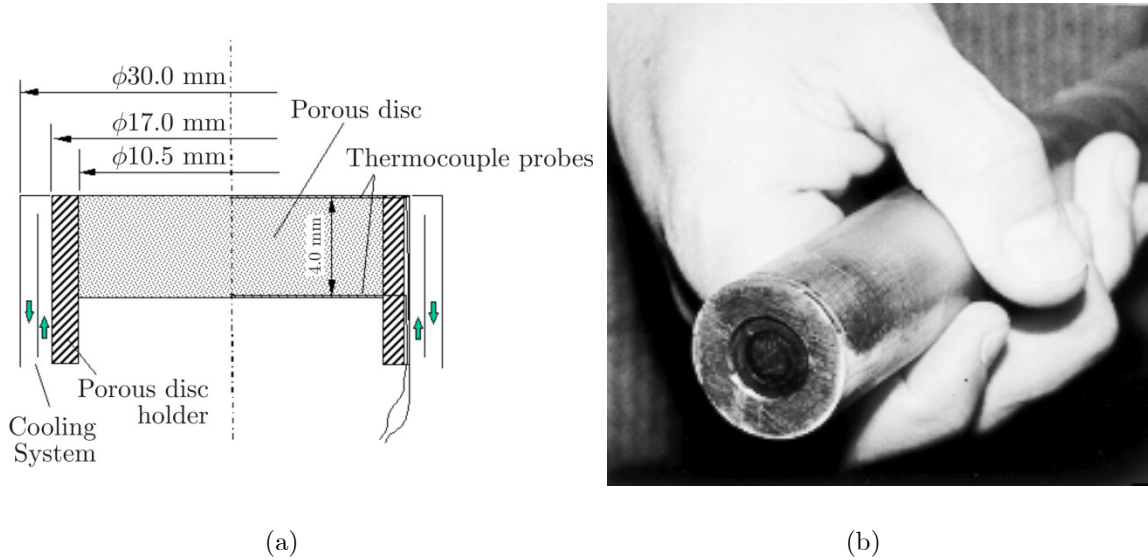 ϕ30.0 mm
ϕ17.0 mm
ϕ10.5 mm
Porous disc
Thermocouple probes
4.0 mm
Porous disc
holder
Cooling
System
(a)
(b)